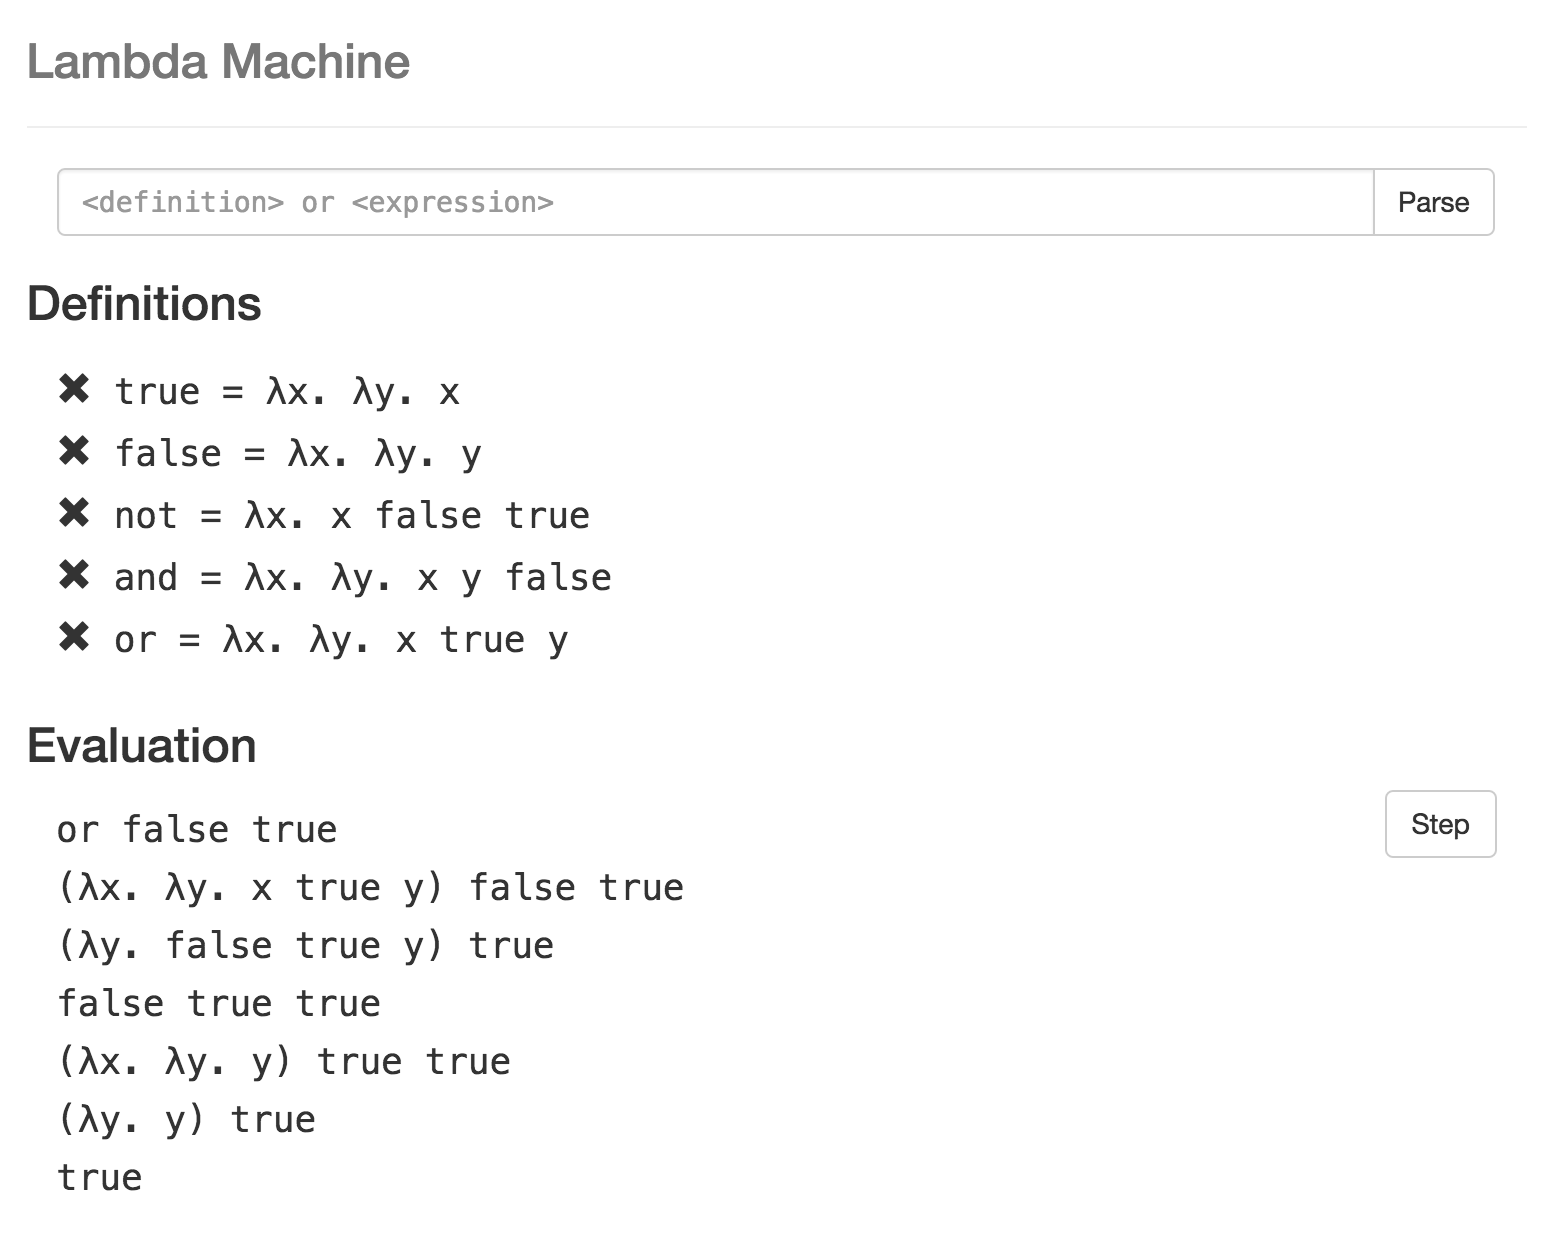 Lambda Machine
<definition> or <expression>
Parse
Definitions
✖ true = λx. λy. x
✖ false = λx. λy. y
✖ not = λx. x false true
✖ and = λx. λy. x y false
✖ or = λx. λy. x true y
Evaluation
Step
or false true
(λx. λy. x true y) false true
(λy. false true y) true
false true true
(λx. λy. y) true true
(λy. y) true
true